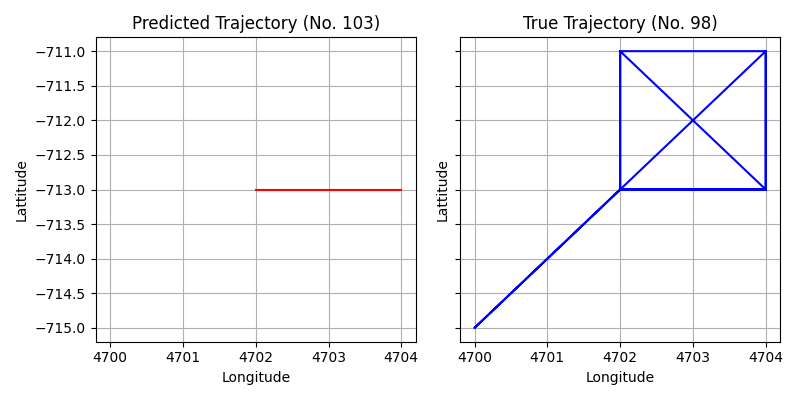 Predicted Trajectory (No. 103)
True Trajectory (No. 98)
Lattitude
−711.0
−711.5
−712.0
−712.5
−713.0
−713.5
−714.0
−714.5
−715.0
4700 4701 4702 4703 4704
Longitude
Lattitude
4700 4701 4702 4703 4704
Longitude